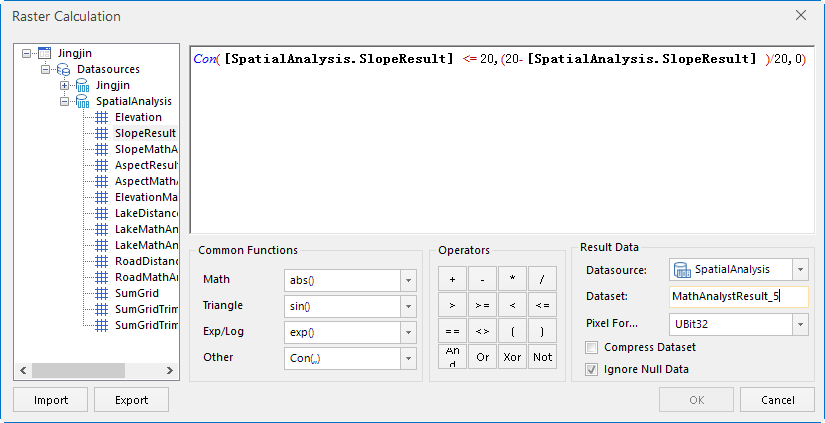 Raster Calculation
Jingjin
Datasources
Jingjin
SpatialAnalysis
Elevation
SlopeResult
SlopeMathA
AspectResul
AspectMath
ElevationMa
LakeDistanc
LakeMathAn
LakeMathAn
RoadDistanc
RoadMathAn
SumGrid
SumGridTrim
SumGridTrim
Con( [SpatialAnalysis.SlopeResult] <= 20,(20- [SpatialAnalysis.SlopeResult] )/20,0)
Common Functions
Math abs()
Triangle sin()
Exp/Log exp()
Other Con(,,)
Operators
+ - * /
> >= < <=
== <> ( )
And Or Xor Not
Result Data
Datasource: SpatialAnalysis
Dataset: MathAnalystResult_5
Pixel For... UBit32
Compress Dataset
Ignore Null Data
Import Export OK Cancel